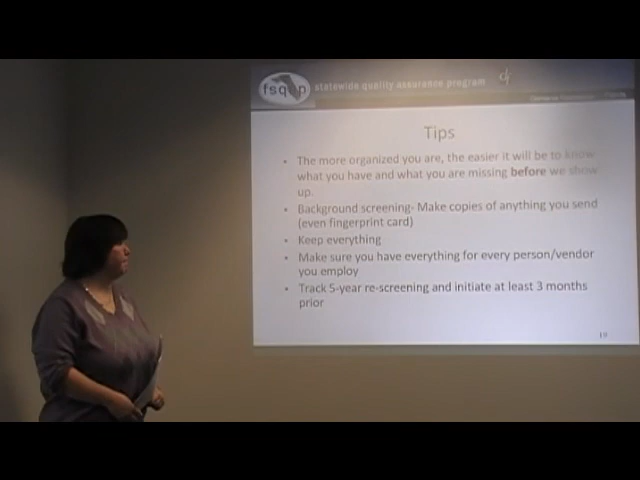 fsqap
statewide quality assurance program
Tips
• The more organized you are, the easier it will be to know
what you have and what you are missing before we show
up.
• Background screening- Make copies of anything you send
(even fingerprint card)
• Keep everything
• Make sure you have everything for every person/vendor
you employ
• Track 5-year re-screening and initiate at least 3 months
prior
19